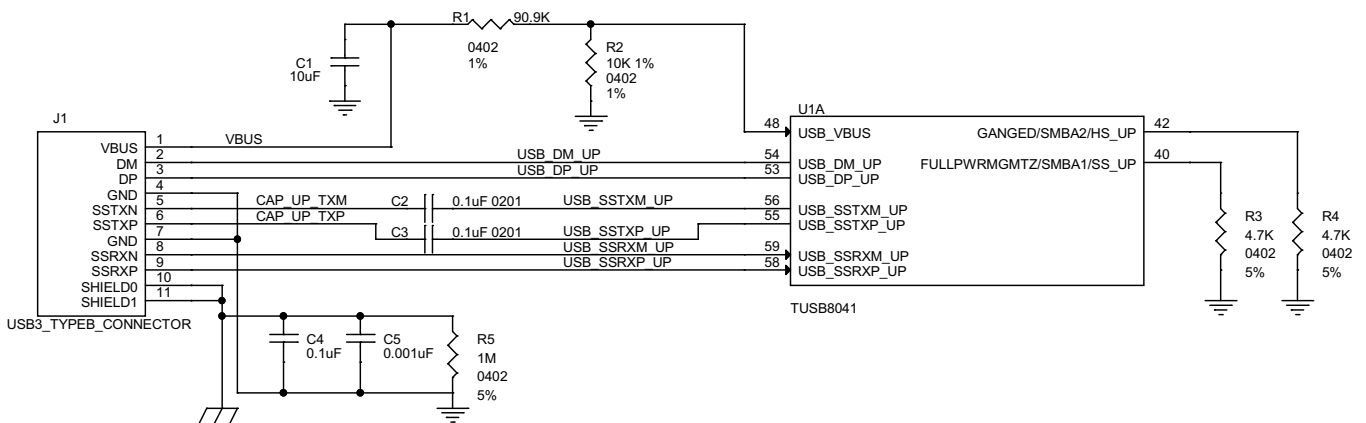 R1 90.9K
0402
1%
C1
10uF
R2
10K 1%
0402
1%
J1
U1A
VBUS 1 VBUS
DM 2 USB_DM_UP
DP 3 USB_DP_UP
GND 4
SSTXN 5 CAP_UP_TXM C2 0.1uF 0201 USB_SSTXM_UP
SSTXP 6 CAP_UP_TXP
GND 7 C3 0.1uF 0201 USB_SSTXP_UP
SSRXN 8 USB_SSRXM_UP
SSRXP 9 USB_SSRXP_UP
SHIELD0 10
SHIELD1 11
USB3_TYPEB_CONNECTOR
48 USB_VBUS GANGED/SMBA2/HS_UP 42
54 USB_DM_UP FULLPWRMGMTZ/SMBA1/SS_UP 40
53 USB_DP_UP
56 USB_SSTXM_UP
55 USB_SSTXP_UP
59 USB_SSRXM_UP
58 USB_SSRXP_UP
TUSB8041
R3
4.7K
0402
5%
R4
4.7K
0402
5%
C4
0.1uF
C5
0.001uF
R5
1M
0402
5%